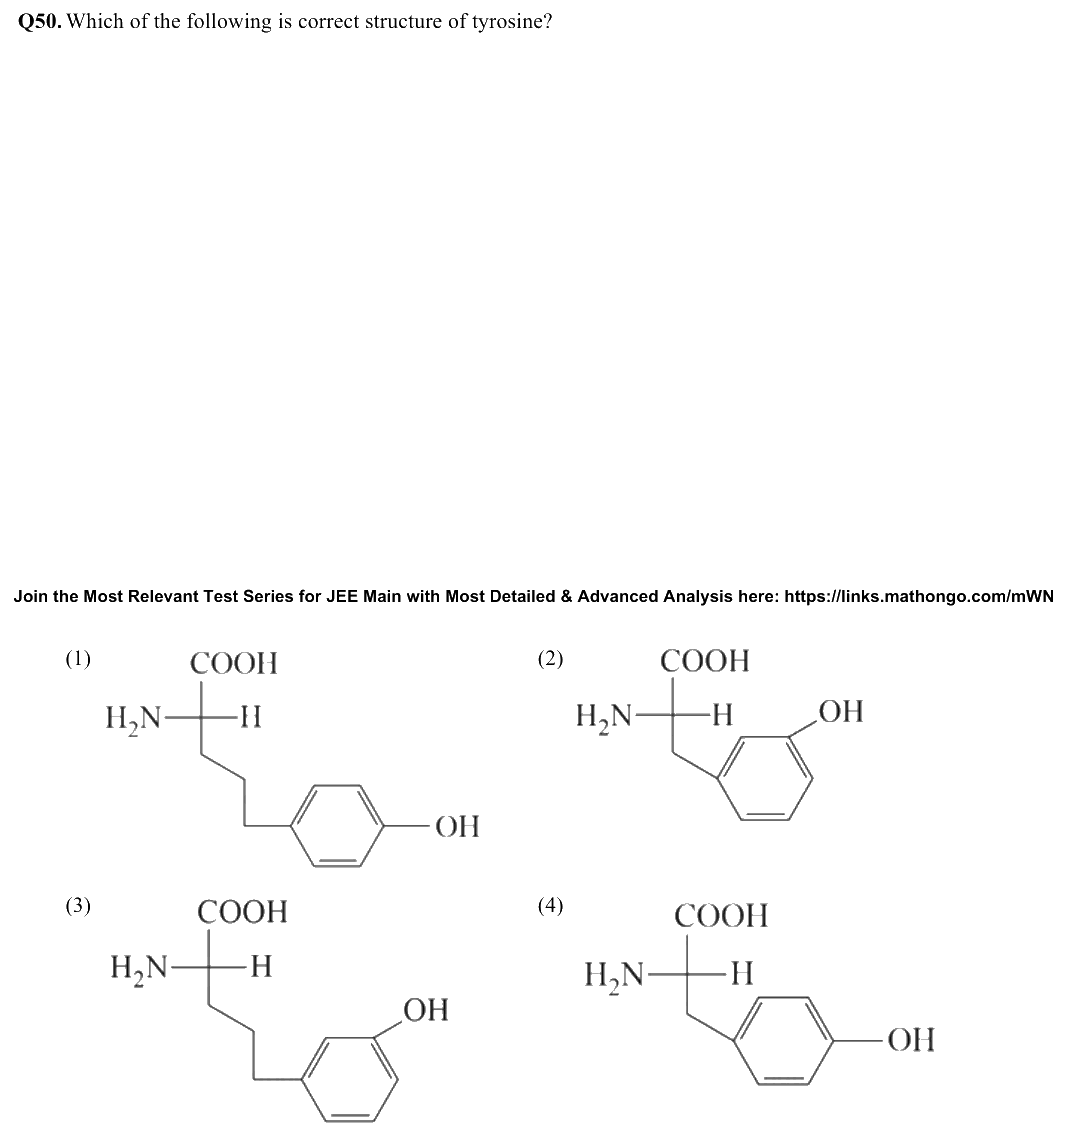 Q50. Which of the following is correct structure of tyrosine?
Join the Most Relevant Test Series for JEE Main with Most Detailed & Advanced Analysis here: https://links.mathongo.com/mWN
(1)
COOH
H₂N
H
OH
(2)
COOH
H₂N
H
OH
(3)
COOH
H₂N
H
OH
(4)
COOH
H₂N
H
OH